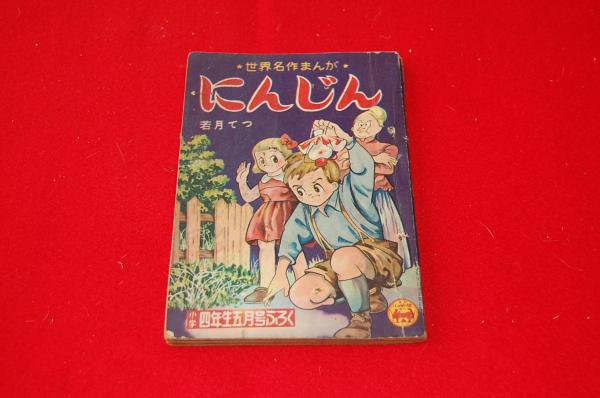 ★世界名作まんが★
にんじん
若月てつ
小学四年生五月号ふろく